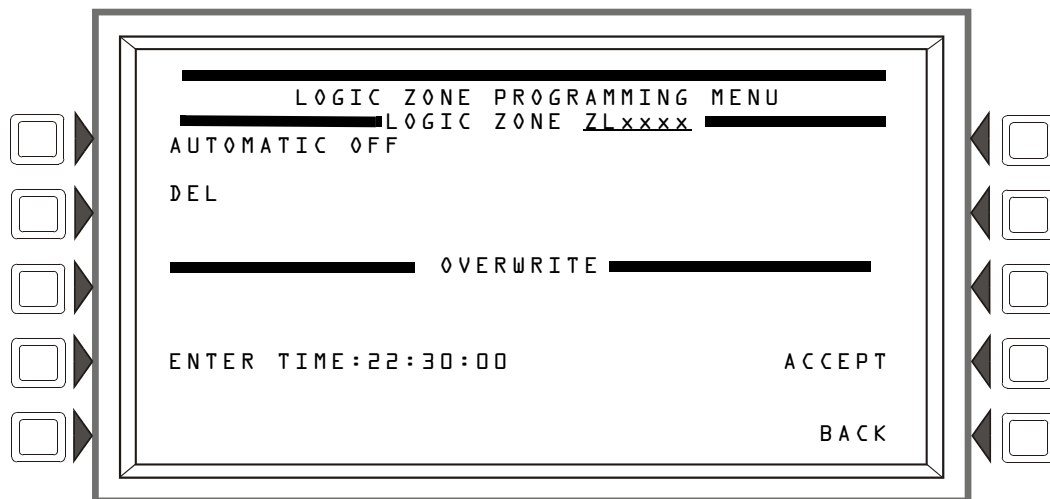 LOGIC ZONE PROGRAMMING MENU
LOGIC ZONE ZLxxxx
AUTOMATIC OFF
DEL
OVERWRITE
ENTER TIME:22:30:00 ACCEPT
BACK